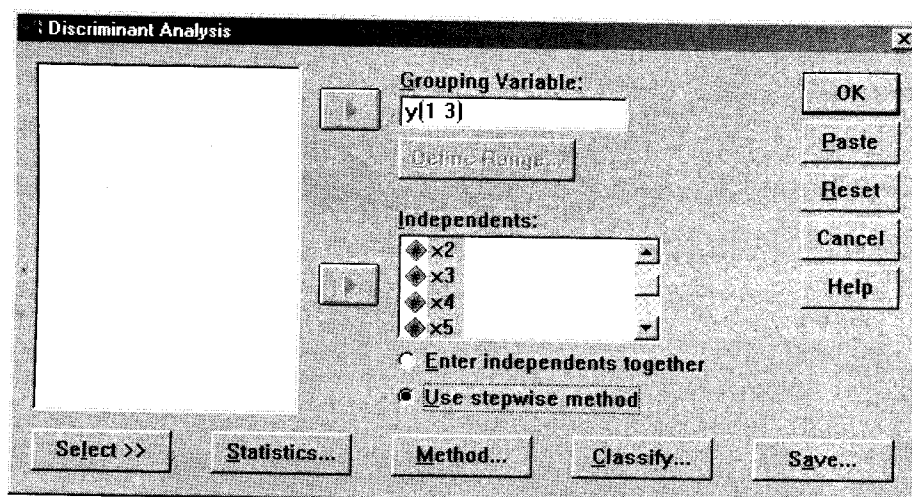 Discriminant Analysis
Grouping Variable:
y(1 3)
Define Range...
Independents:
x2
x3
x4
x5
Enter independents together
Use stepwise method
OK
Paste
Reset
Cancel
Help
Select >>
Statistics...
Method...
Classify...
Save...